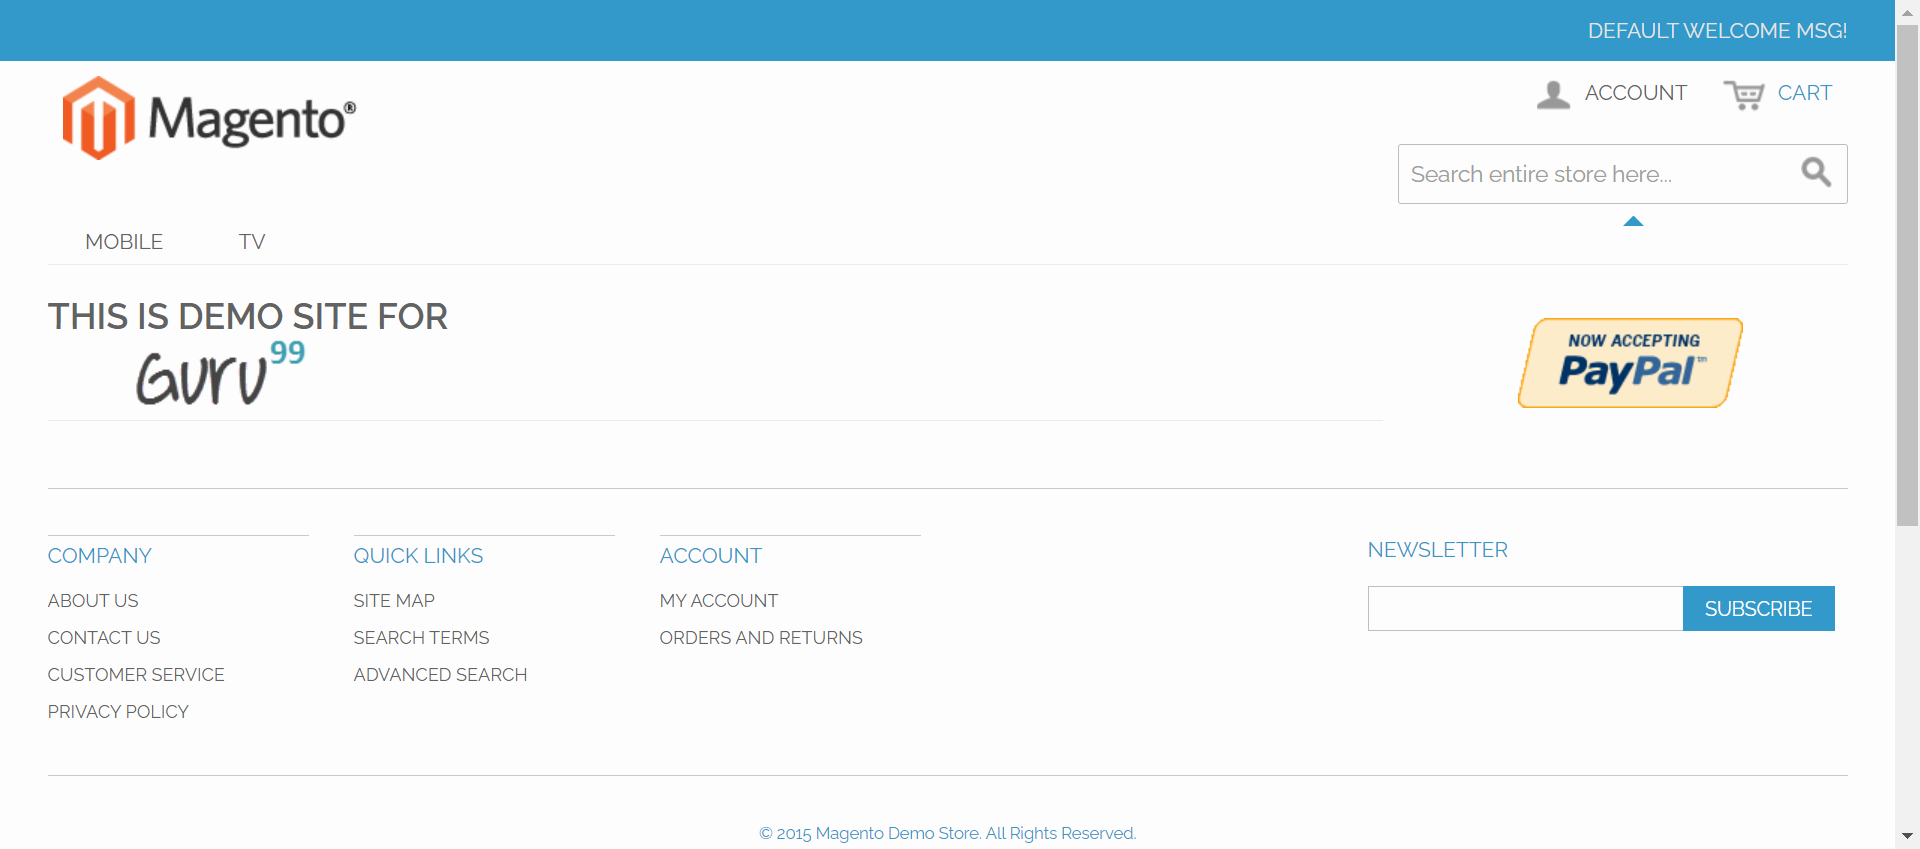 DEFAULT WELCOME MSG!
Magento®
ACCOUNT
CART
Search entire store here...
MOBILE
TV
THIS IS DEMO SITE FOR
Guru99
NOW ACCEPTING
PayPal™
COMPANY
ABOUT US
CONTACT US
CUSTOMER SERVICE
PRIVACY POLICY
QUICK LINKS
SITE MAP
SEARCH TERMS
ADVANCED SEARCH
ACCOUNT
MY ACCOUNT
ORDERS AND RETURNS
NEWSLETTER
SUBSCRIBE
© 2015 Magento Demo Store. All Rights Reserved.